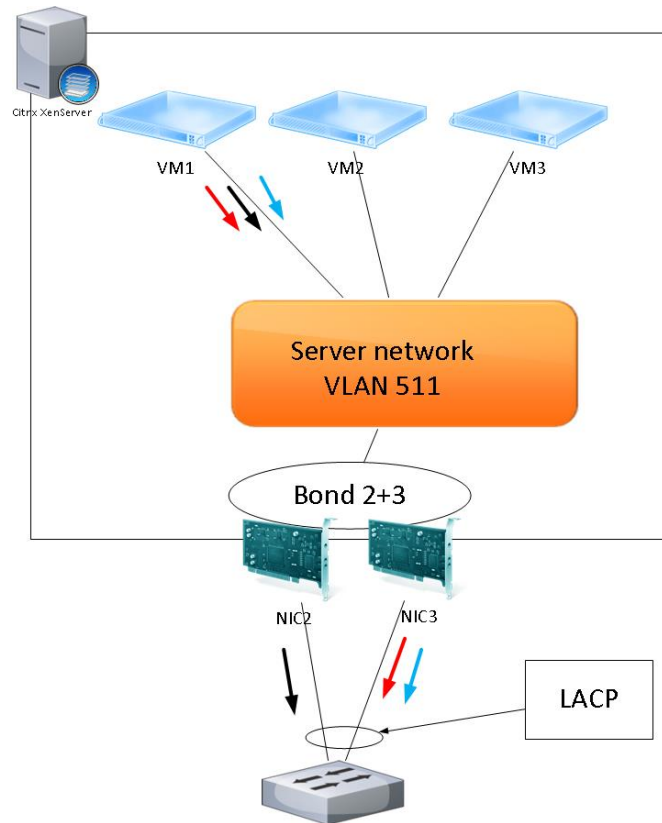 Citrix XenServer
VM1
VM2
VM3
Server network
VLAN 511
Bond 2+3
NIC2
NIC3
LACP